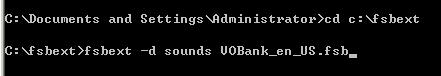 C:\Documents and Settings\Administrator>cd c:\fsbext
C:\fsbext>fsbext -d sounds VOBank_en_US.fsb_